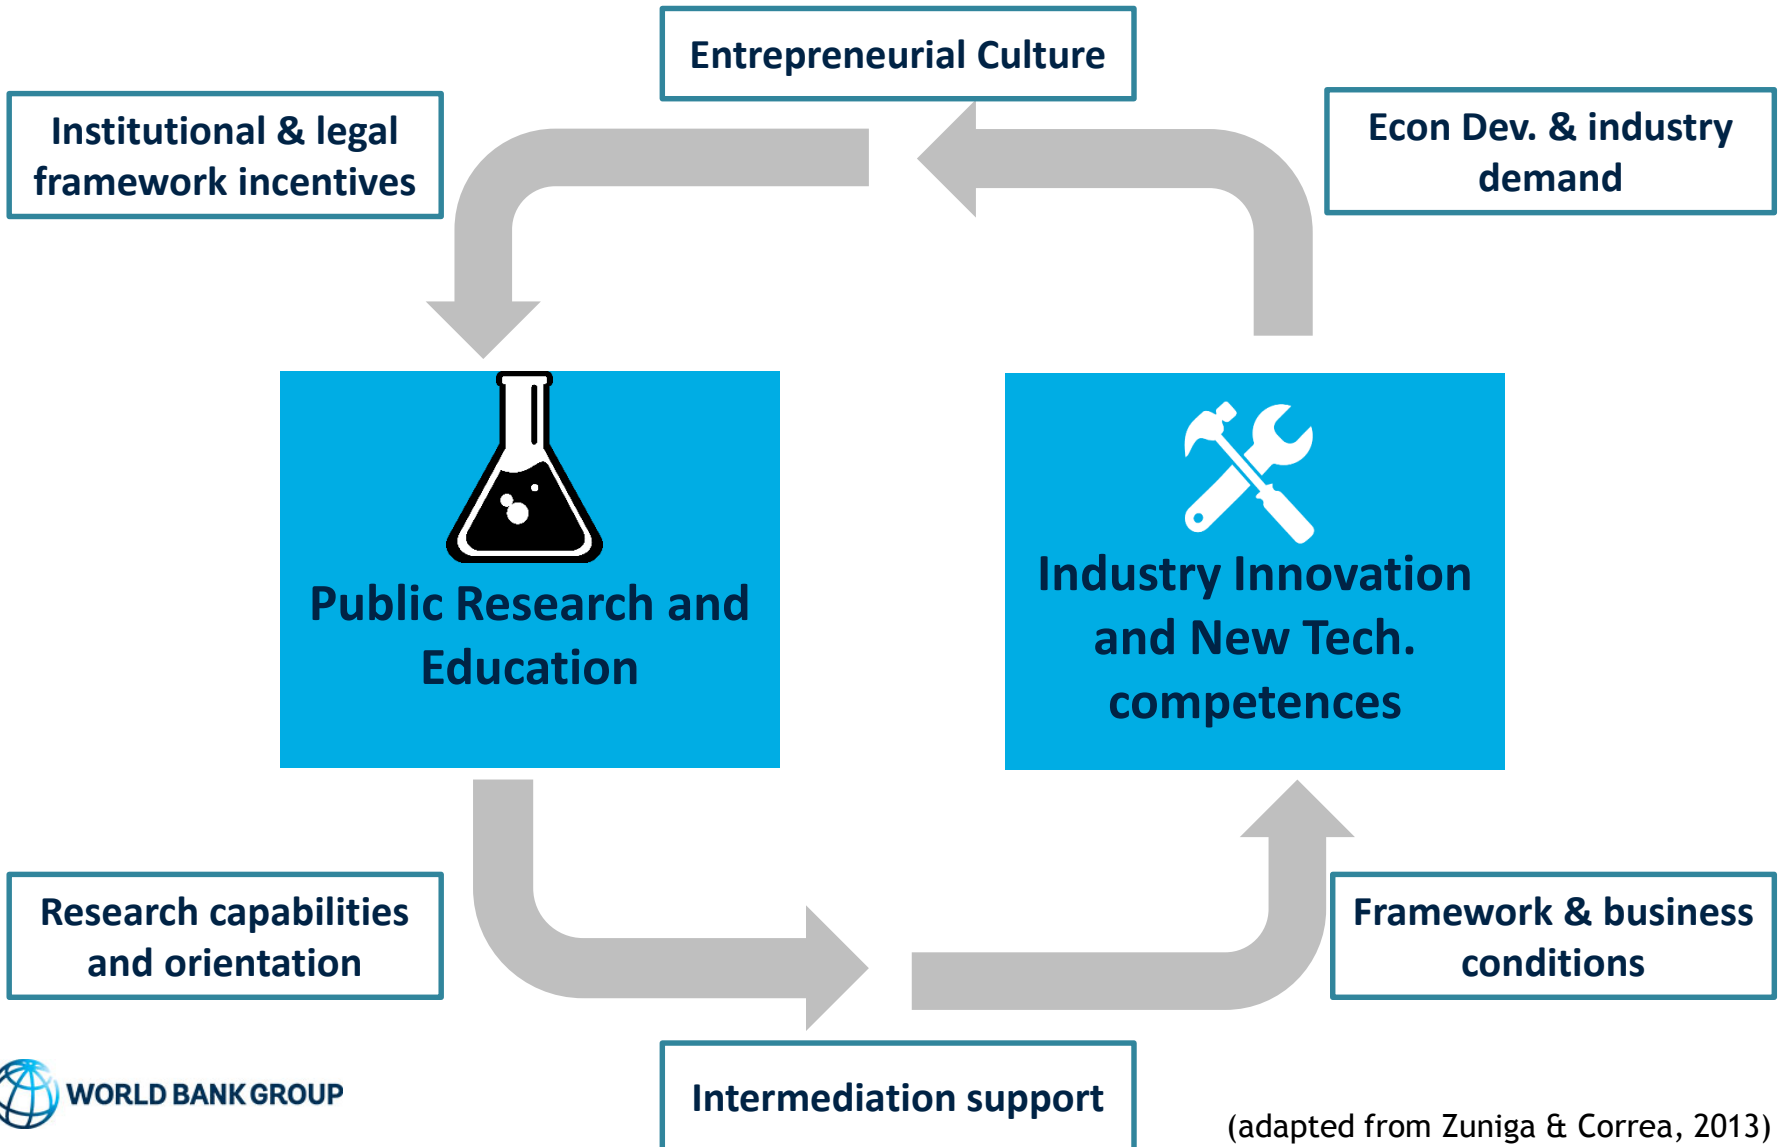 Entrepreneurial Culture
Institutional & legal
framework incentives
Econ Dev. & industry
demand
Public Research and
Education
Industry Innovation
and New Tech.
competences
Research capabilities
and orientation
Framework & business
conditions
Intermediation support
WORLD BANK GROUP
(adapted from Zuniga & Correa, 2013)